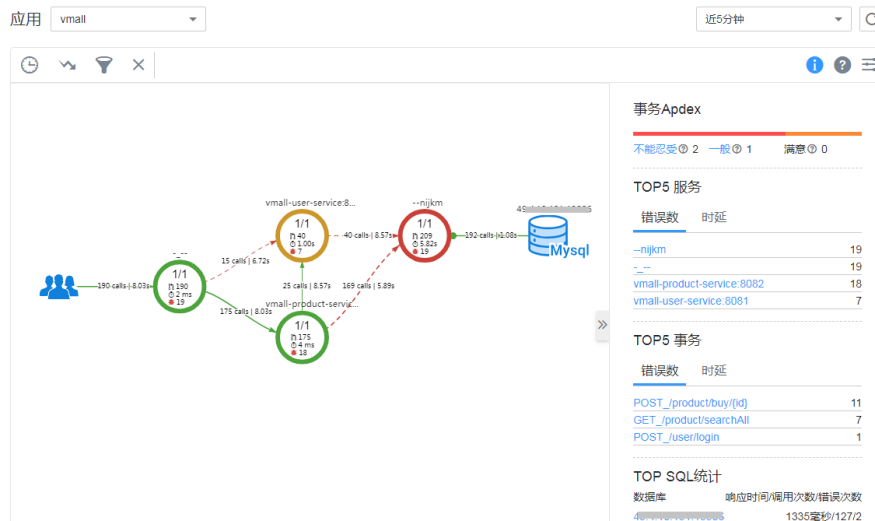 应用 vmall 近5分钟
事务Apdex
不能忍受 2 一般 1 满意 0
TOP5 服务
错误数 时延
--nijkm 19
-_-- 19
vmall-product-service:8082 18
vmall-user-service:8081 7
TOP5 事务
错误数 时延
POST_/product/buy/{id} 11
GET_/product/searchAll 7
POST_/user/login 1
TOP SQL统计
数据库 响应时间/调用次数/错误次数
1335毫秒/127/2
vmall-user-service:8...
1/1
40
1.00s
7
--nijkm
1/1
209
5.82s
19
Mysql
-_--
1/1
190
2 ms
19
vmall-product-servic...
1/1
175
4 ms
18
190 calls | 8.03s
15 calls | 6.72s
175 calls | 8.03s
25 calls | 8.57s
40 calls | 8.57s
169 calls | 5.89s
192 calls | 1.08s